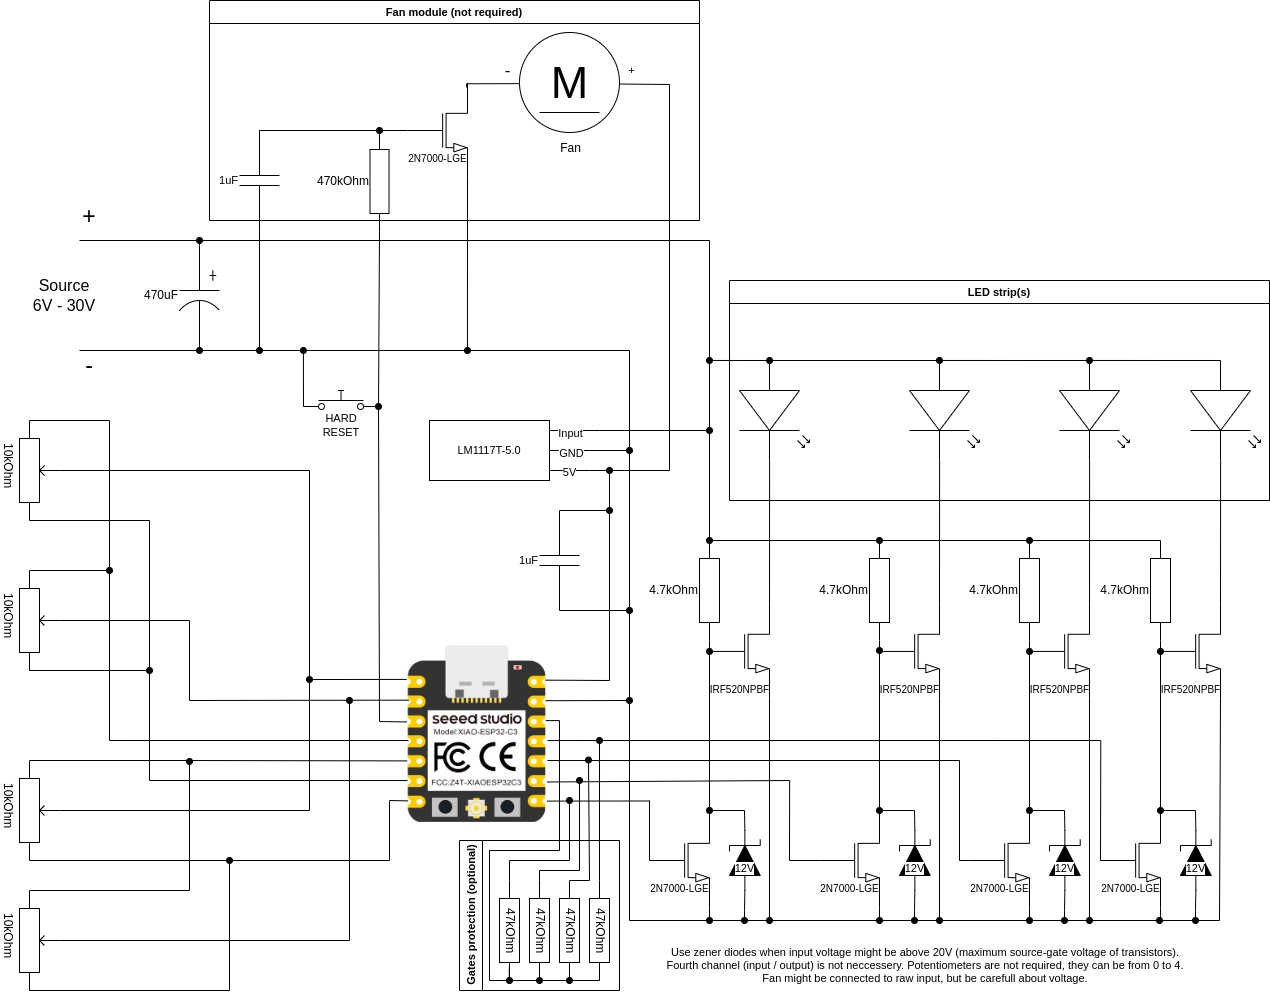 Fan module (not required)
-
M
+
Fan
2N7000-LGE
1uF
470kOhm
+
Source
6V - 30V
470uF
+
-
HARD
RESET
LED strip(s)
LM1117T-5.0
Input
GND
5V
1uF
10kOhm
10kOhm
10kOhm
10kOhm
4.7kOhm
4.7kOhm
4.7kOhm
4.7kOhm
IRF520NPBF
IRF520NPBF
IRF520NPBF
IRF520NPBF
seeed studio
Model:XIAO-ESP32-C3
FC CE
FCC:Z4T-XIAOESP32C3
12V
12V
12V
12V
2N7000-LGE
2N7000-LGE
2N7000-LGE
2N7000-LGE
Gates protection (optional)
47kOhm
47kOhm
47kOhm
47kOhm
Use zener diodes when input voltage might be above 20V (maximum source-gate voltage of transistors).
Fourth channel (input / output) is not neccessery. Potentiometers are not required, they can be from 0 to 4.
Fan might be connected to raw input, but be carefull about voltage.